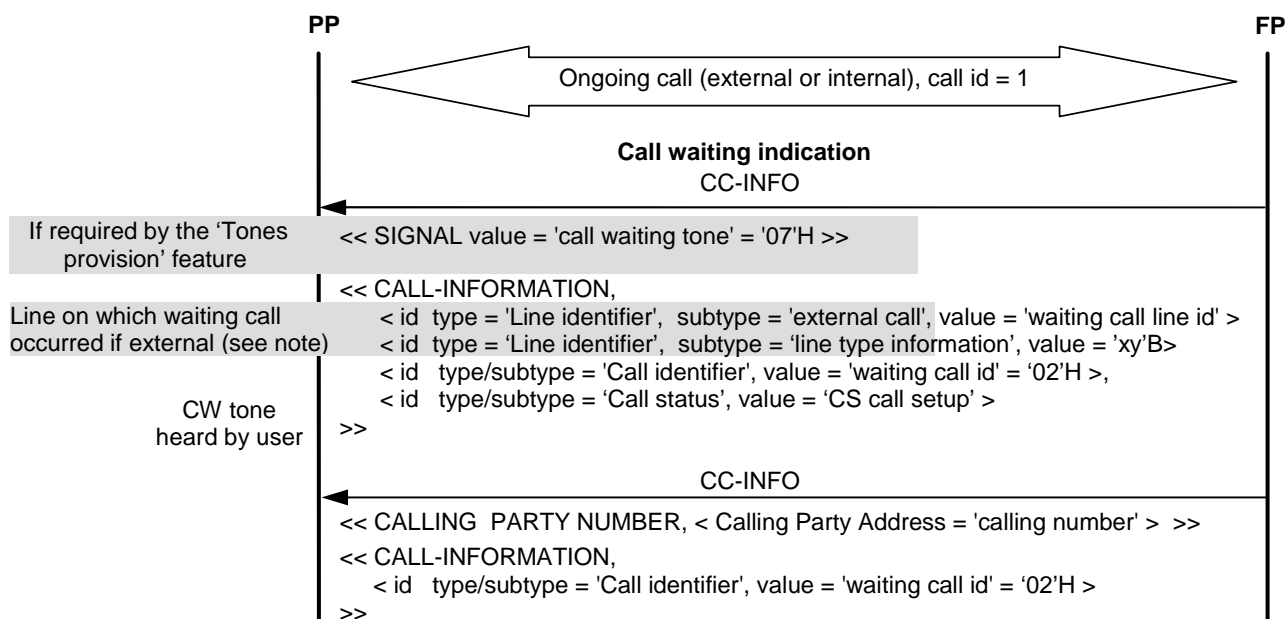 PP
FP
Ongoing call (external or internal), call id = 1
Call waiting indication
CC-INFO
If required by the ‘Tones
provision’ feature
<< SIGNAL value = 'call waiting tone' = '07'H >>
<< CALL-INFORMATION,
Line on which waiting call
occurred if external (see note)
< id type = 'Line identifier', subtype = 'external call', value = 'waiting call line id' >
< id type = ‘Line identifier’, subtype = ‘line type information’, value = ‘xy’B>
< id type/subtype = 'Call identifier', value = 'waiting call id' = ‘02’H >,
< id type/subtype = ‘Call status’, value = ‘CS call setup’ >
>>
CW tone
heard by user
CC-INFO
<< CALLING PARTY NUMBER, < Calling Party Address = 'calling number' > >>
<< CALL-INFORMATION,
< id type/subtype = 'Call identifier', value = 'waiting call id' = ‘02’H >
>>